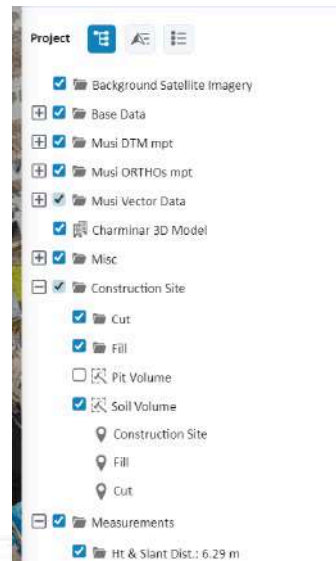 Project
Background Satellite Imagery
Base Data
Musi DTM mpt
Musi ORTHOs mpt
Musi Vector Data
Charminar 3D Model
Misc
Construction Site
Cut
Fill
Pit Volume
Soil Volume
Construction Site
Fill
Cut
Measurements
Ht & Slant Dist.: 6.29 m